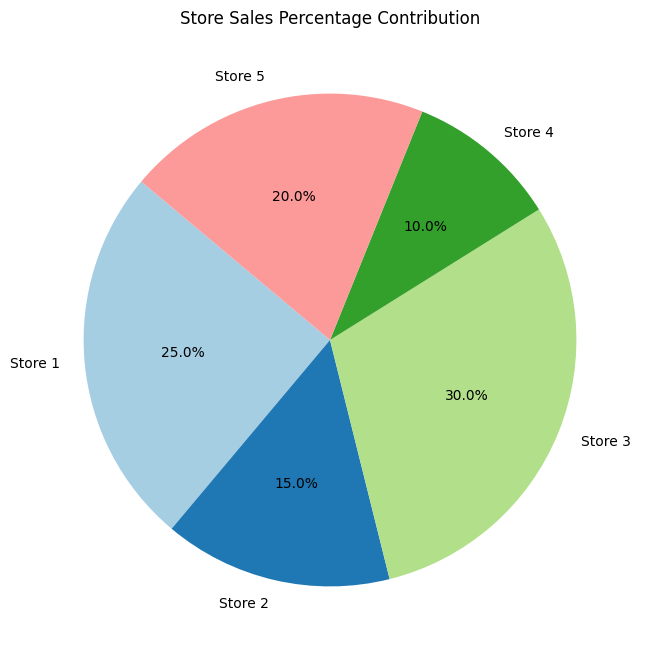 Store Sales Percentage Contribution
Store 5
Store 4
20.0%
10.0%
25.0%
Store 1
30.0%
Store 3
15.0%
Store 2